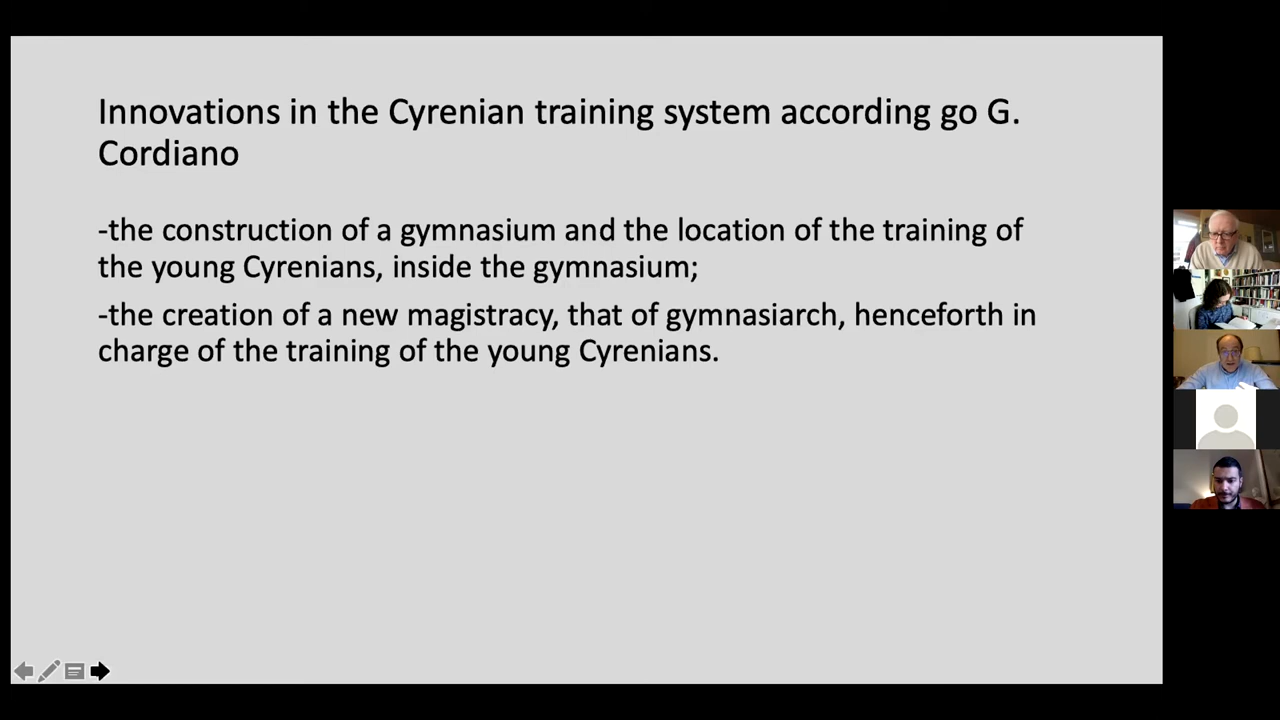 Innovations in the Cyrenian training system according go G.
Cordiano
-the construction of a gymnasium and the location of the training of
the young Cyrenians, inside the gymnasium;
-the creation of a new magistracy, that of gymnasiarch, henceforth in
charge of the training of the young Cyrenians.